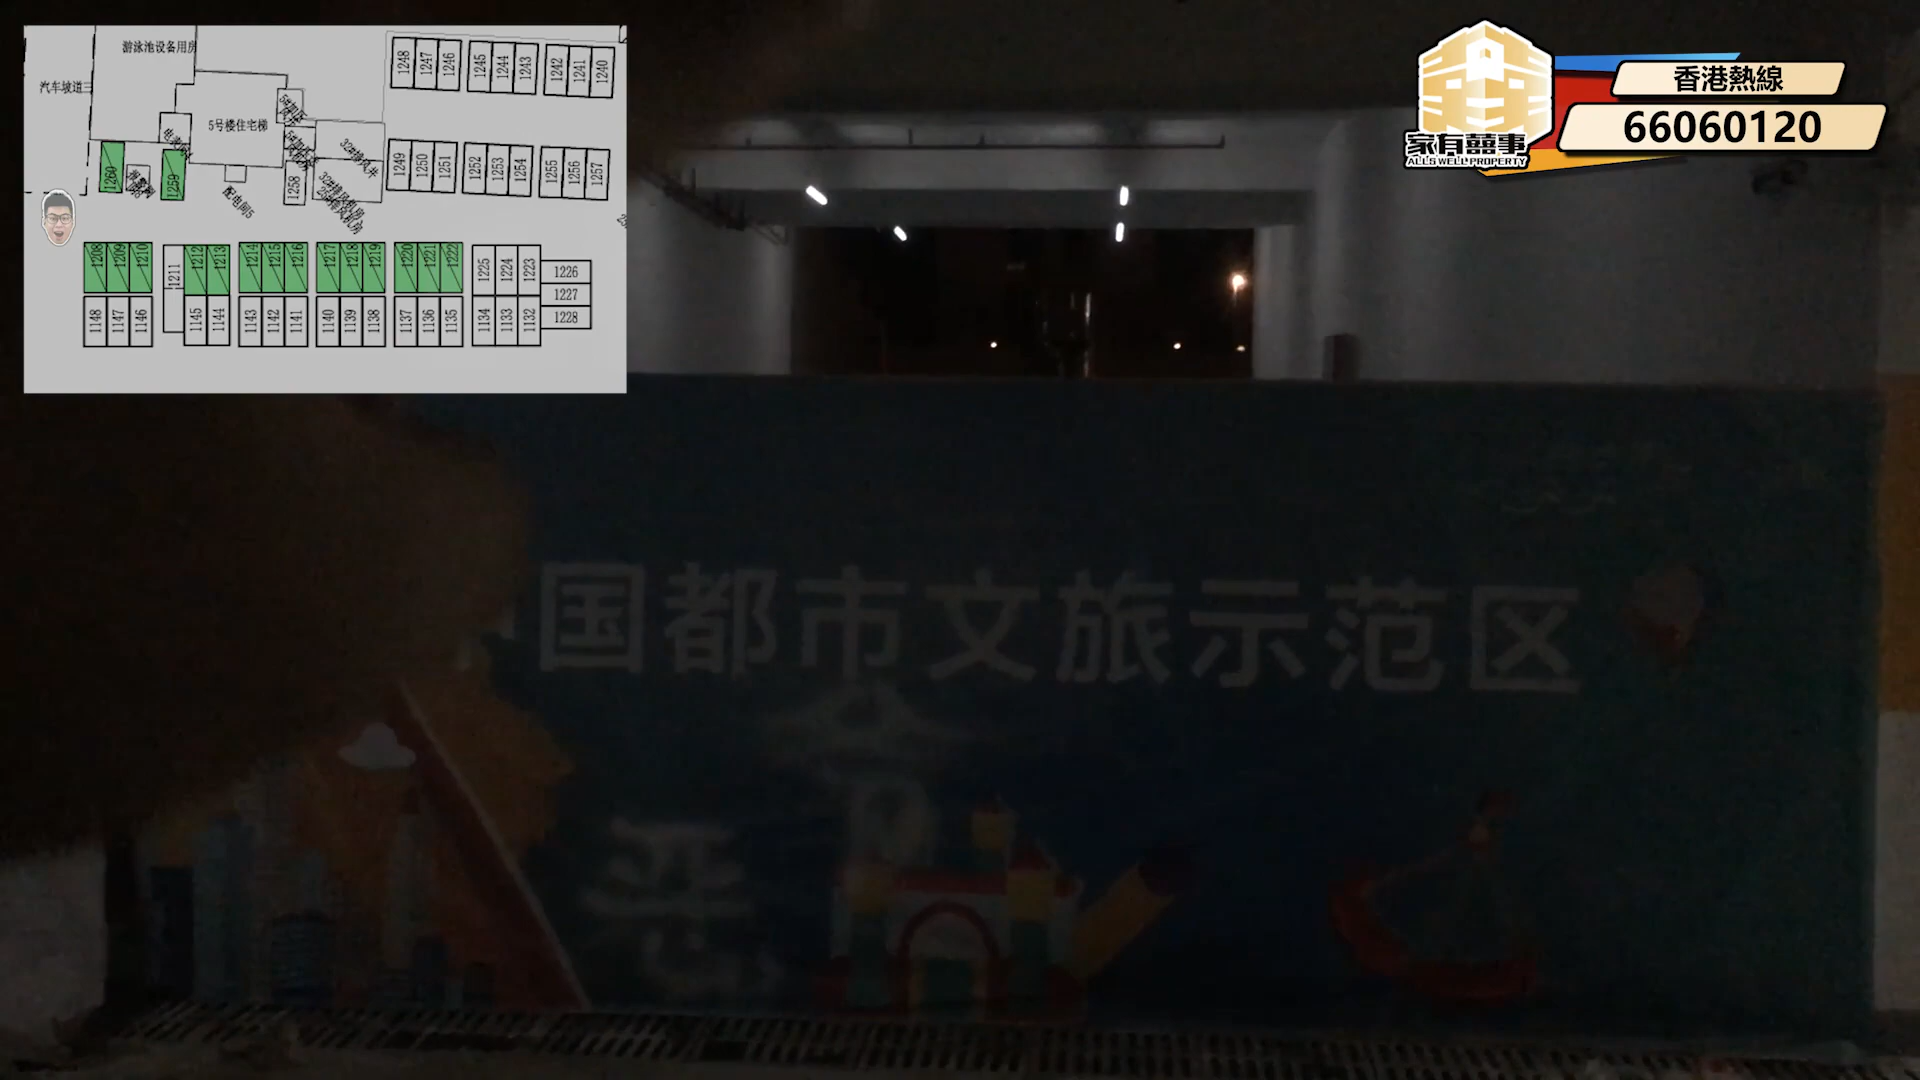 游泳池设备用房
汽车坡道三
5号楼住宅梯
配电间5
32#排风井
1248 1247 1246 1245 1244 1243 1242 1241 1240
1249 1250 1251 1252 1253 1254 1255 1256 1257
1260 1259 1258
1208 1209 1210 1211 1212 1213 1214 1215 1216 1217 1218 1219 1220 1221 1222 1225 1224 1223 1226
1227
1148 1147 1146 1145 1144 1143 1142 1141 1140 1139 1138 1137 1136 1135 1134 1133 1132 1228
家有囍事
ALL'S WELL PROPERTY
香港熱線
66060120
国都市文旅示范区